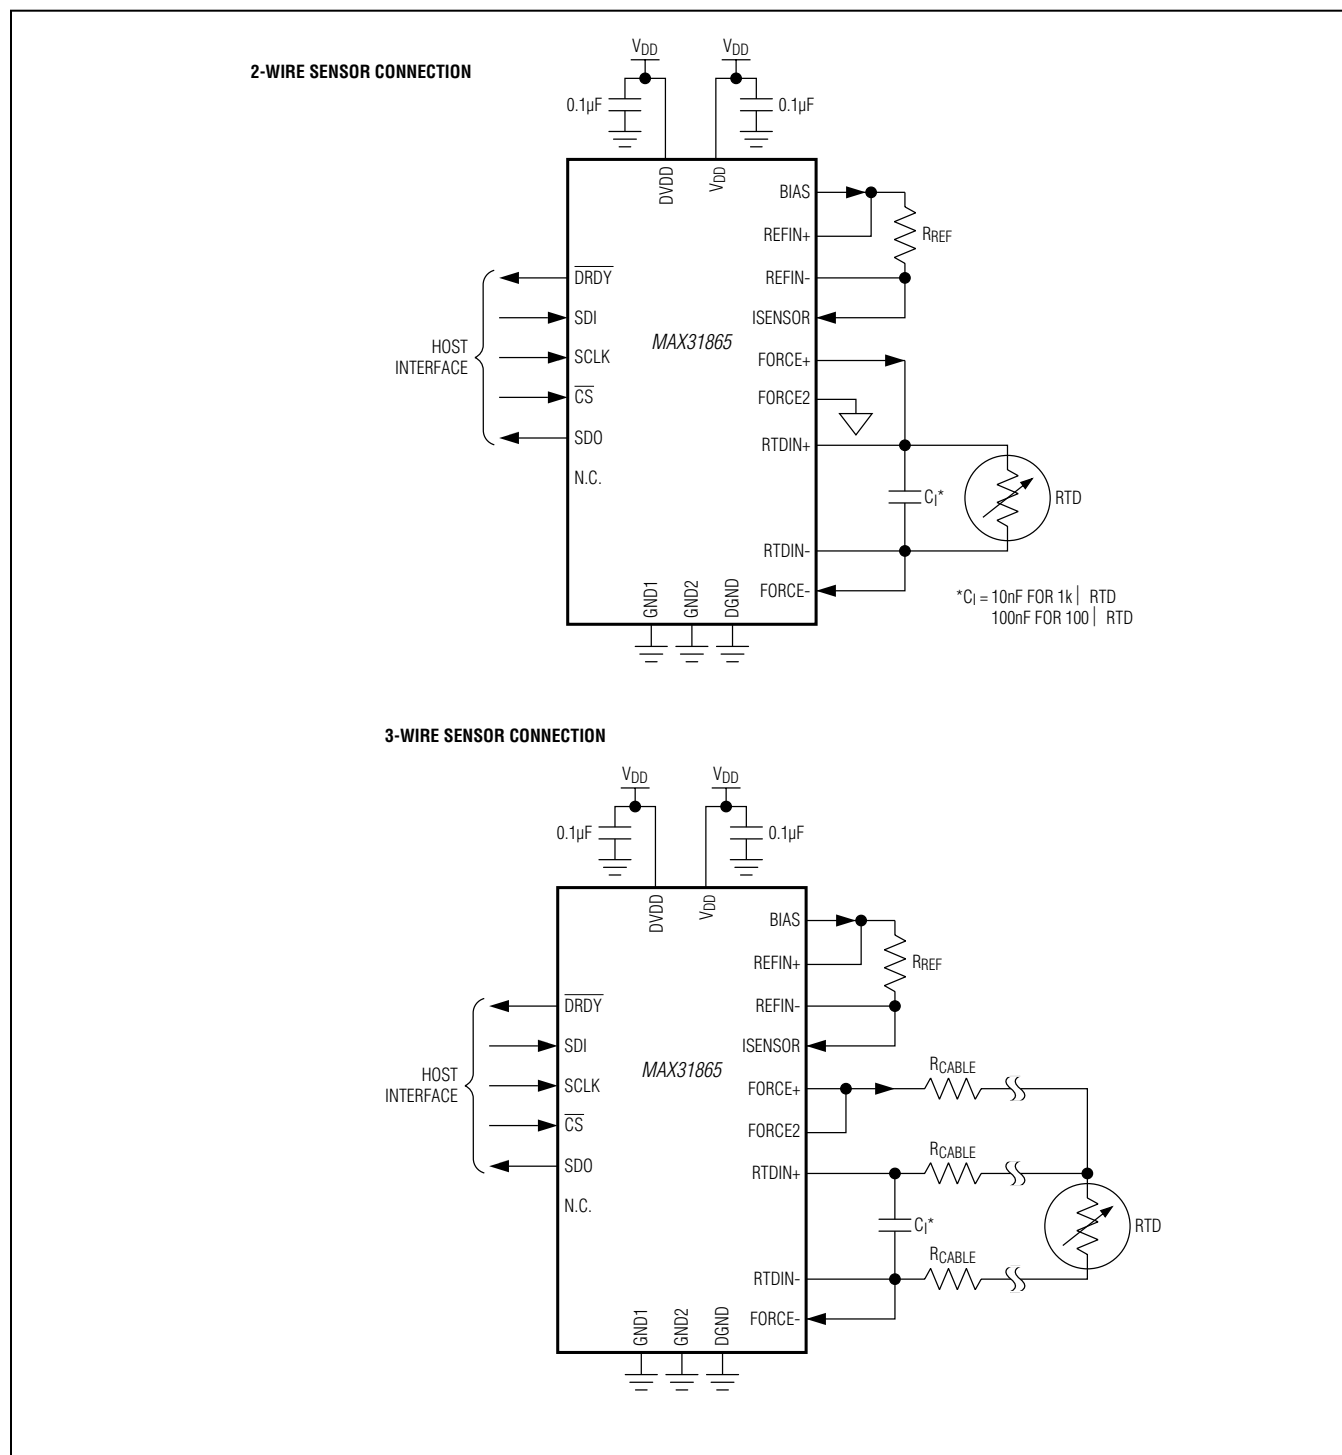 2-WIRE SENSOR CONNECTION
VDD
VDD
0.1µF
0.1µF
DVDD
VDD
BIAS
REFIN+
RREF
REFIN-
ISENSOR
DRDY
SDI
SCLK
CS
SDO
N.C.
HOST
INTERFACE
MAX31865
FORCE+
FORCE2
RTDIN+
CI*
RTD
RTDIN-
FORCE-
GND1
GND2
DGND
*CI = 10nF FOR 1k| RTD
100nF FOR 100| RTD
3-WIRE SENSOR CONNECTION
VDD
VDD
0.1µF
0.1µF
DVDD
VDD
BIAS
REFIN+
RREF
REFIN-
ISENSOR
DRDY
SDI
SCLK
CS
SDO
N.C.
HOST
INTERFACE
MAX31865
RCABLE
FORCE+
FORCE2
RCABLE
RTDIN+
CI*
RTD
RCABLE
RTDIN-
FORCE-
GND1
GND2
DGND